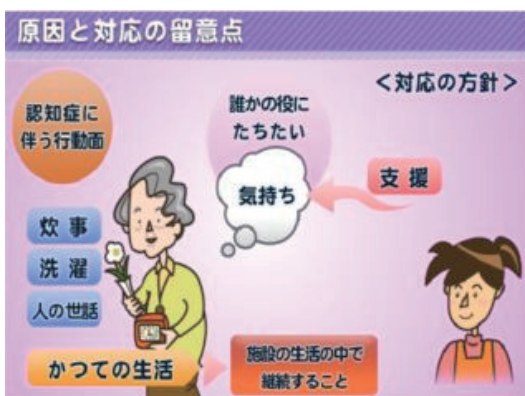 原因と対応の留意点
<対応の方針>
認知症に
伴う行動面
誰かの役に
たちたい
気持ち
支援
炊事
洗濯
人の世話
かつての生活
施設の生活の中で
継続すること